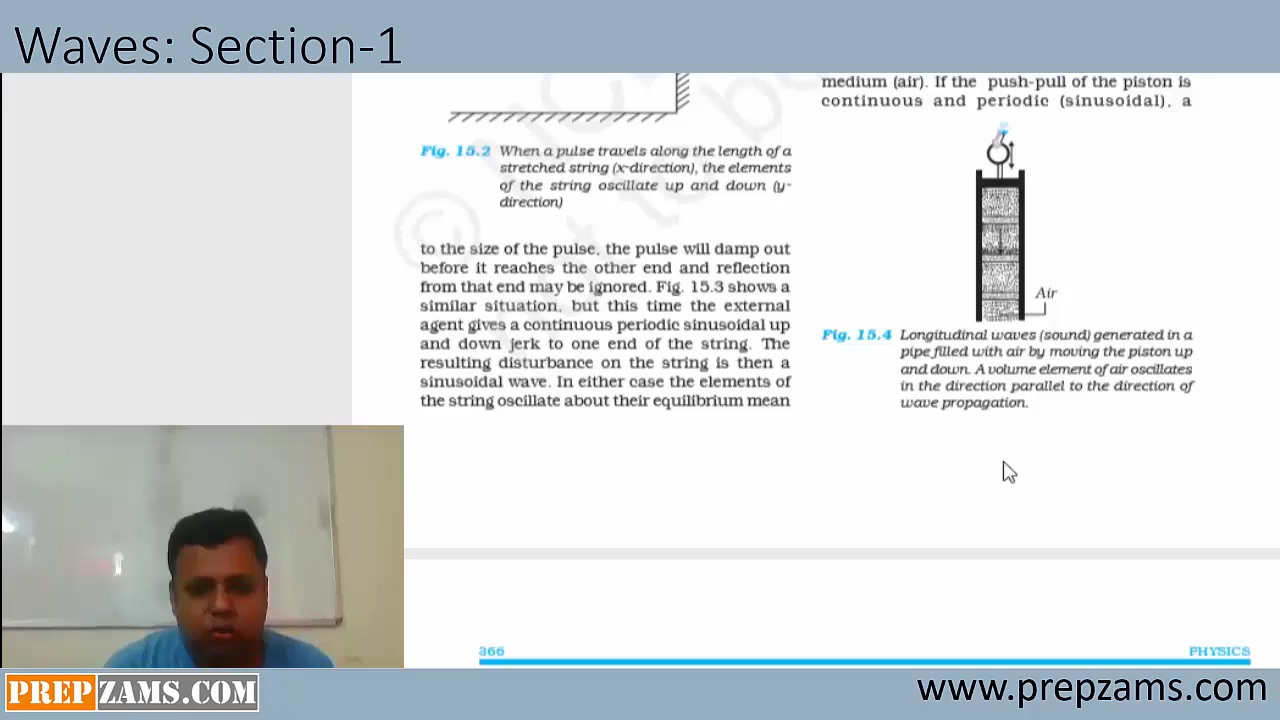 Waves: Section-1
Fig. 15.2 When a pulse travels along the length of a
stretched string (x-direction), the elements
of the string oscillate up and down (y-
direction)
to the size of the pulse, the pulse will damp out
before it reaches the other end and reflection
from that end may be ignored. Fig. 15.3 shows a
similar situation, but this time the external
agent gives a continuous periodic sinusoidal up
and down jerk to one end of the string. The
resulting disturbance on the string is then a
sinusoidal wave. In either case the elements of
the string oscillate about their equilibrium mean
medium (air). If the push-pull of the piston is
continuous and periodic (sinusoidal), a
Air
Fig. 15.4 Longitudinal waves (sound) generated in a
pipe filled with air by moving the piston up
and down. A volume element of air oscillates
in the direction parallel to the direction of
wave propagation.
366
PHYSICS
PREPZAMS.COM
www.prepzams.com